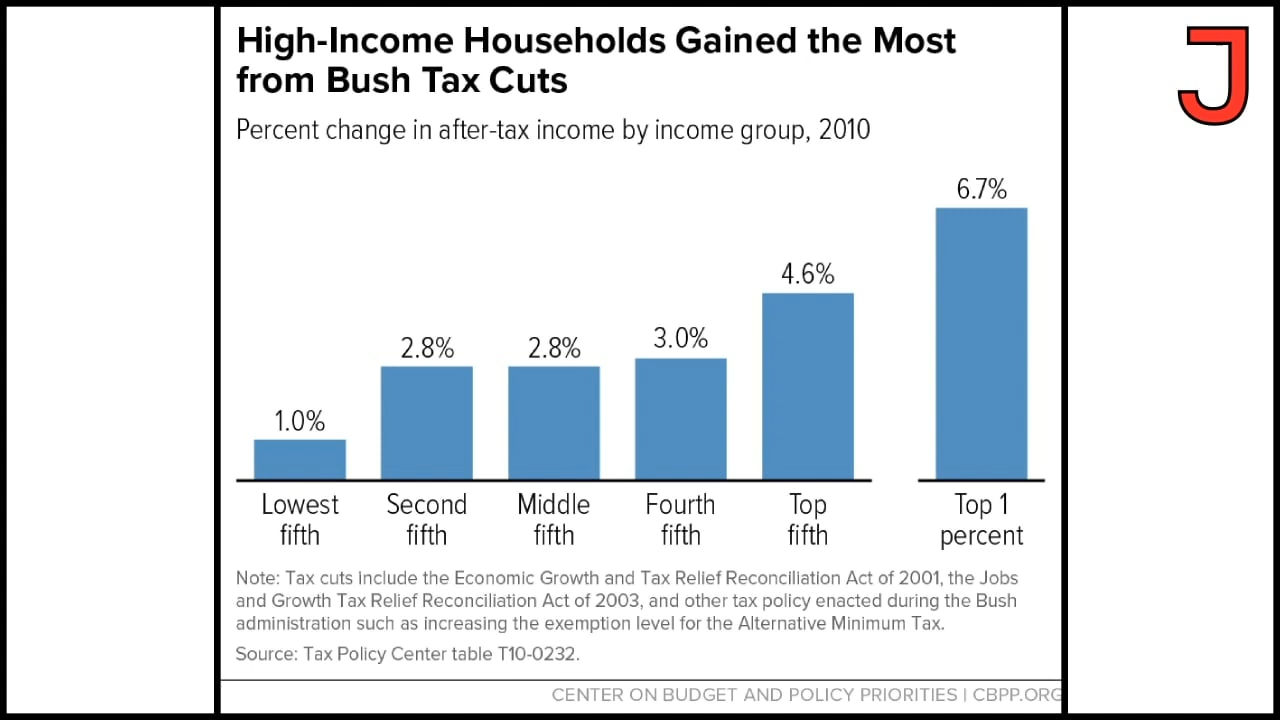 High-Income Households Gained the Most
from Bush Tax Cuts
J
Percent change in after-tax income by income group, 2010
1.0%
2.8%
2.8%
3.0%
4.6%
6.7%
Lowest
fifth
Second
fifth
Middle
fifth
Fourth
fifth
Top
fifth
Top 1
percent
Note: Tax cuts include the Economic Growth and Tax Relief Reconciliation Act of 2001, the Jobs
and Growth Tax Relief Reconciliation Act of 2003, and other tax policy enacted during the Bush
administration such as increasing the exemption level for the Alternative Minimum Tax.
Source: Tax Policy Center table T10-0232.
CENTER ON BUDGET AND POLICY PRIORITIES | CBPP.ORG